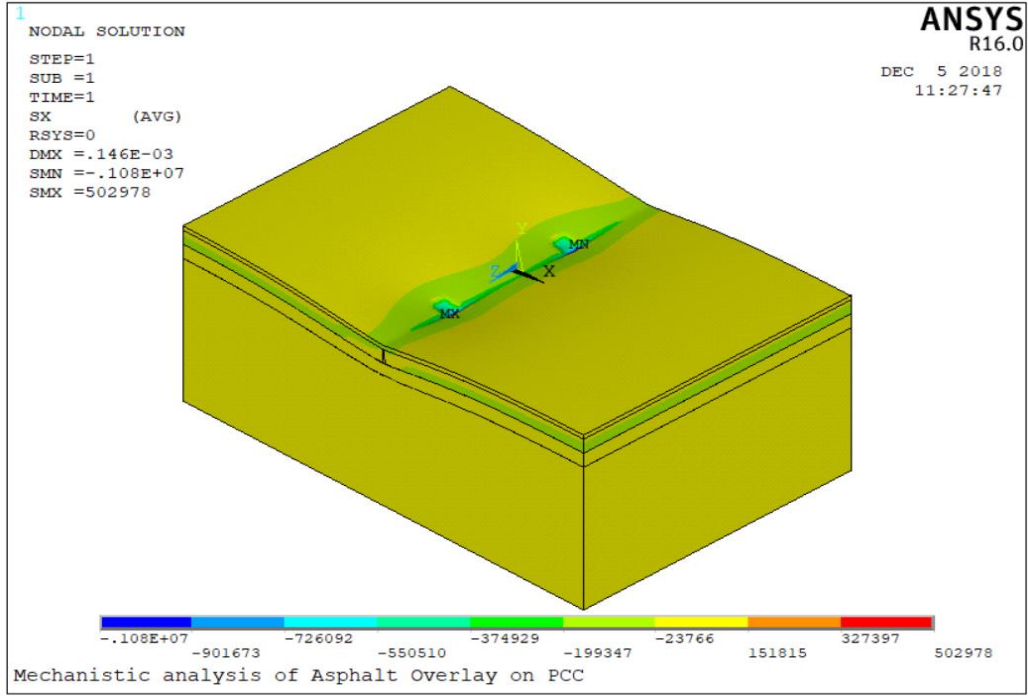 1
NODAL SOLUTION
ANSYS
R16.0
STEP=1
SUB =1
TIME=1
SX (AVG)
RSYS=0
DMX =.146E-03
SMN =-.108E+07
SMX =502978
DEC 5 2018
11:27:47
Y
MN
Z X
MX
-.108E+07 -726092 -374929 -23766 327397
-901673 -550510 -199347 151815 502978
Mechanistic analysis of Asphalt Overlay on PCC